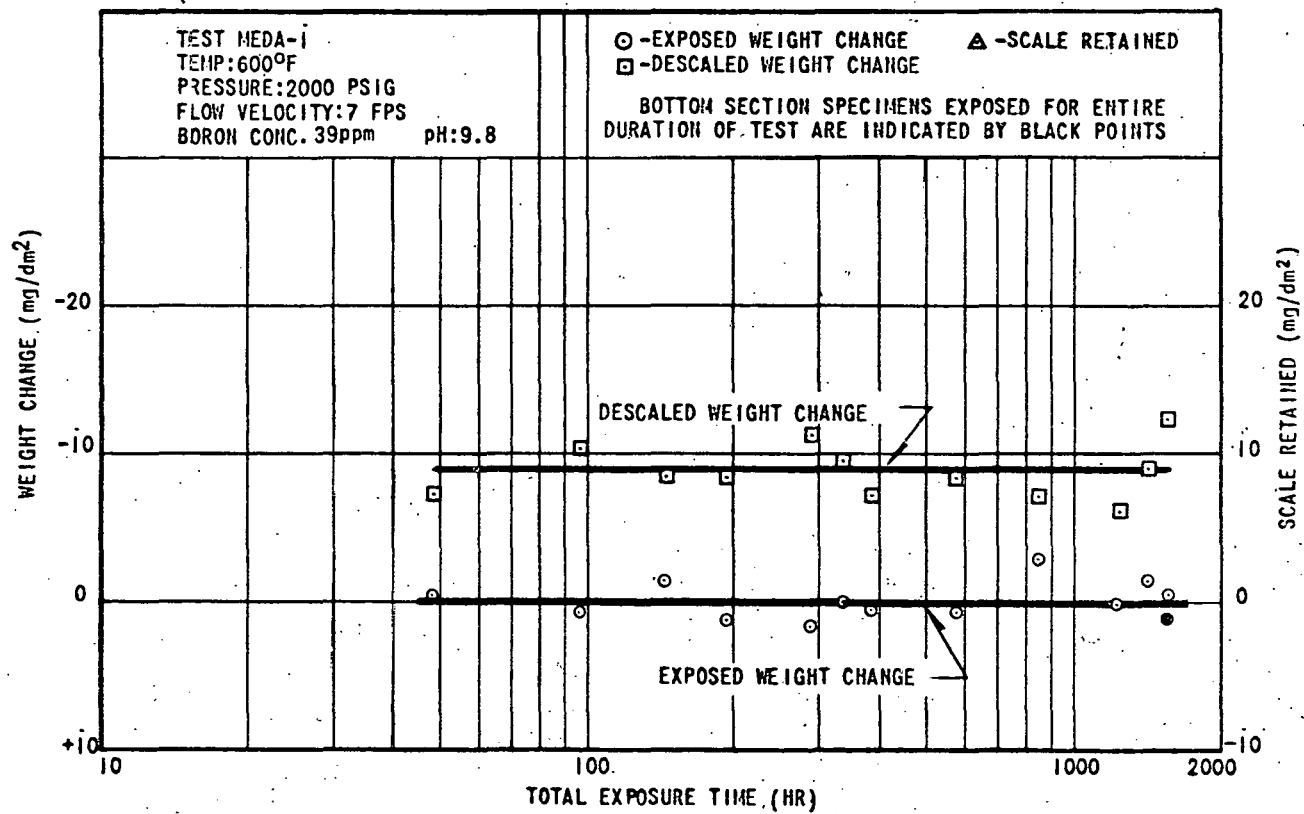 TEST MEDA-1
TEMP:600°F
PRESSURE:2000 PSIG
FLOW VELOCITY:7 FPS
BORON CONC. 39ppm pH:9.8
⊙-EXPOSED WEIGHT CHANGE △-SCALE RETAINED
⊡-DESCALED WEIGHT CHANGE
BOTTOM SECTION SPECIMENS EXPOSED FOR ENTIRE
DURATION OF TEST ARE INDICATED BY BLACK POINTS
WEIGHT CHANGE (mg/dm²)
-20
-10
0
+10
DESCALED WEIGHT CHANGE
EXPOSED WEIGHT CHANGE
20
10
0
-10
SCALE RETAINED (mg/dm²)
10 100 1000 2000
TOTAL EXPOSURE TIME (HR)